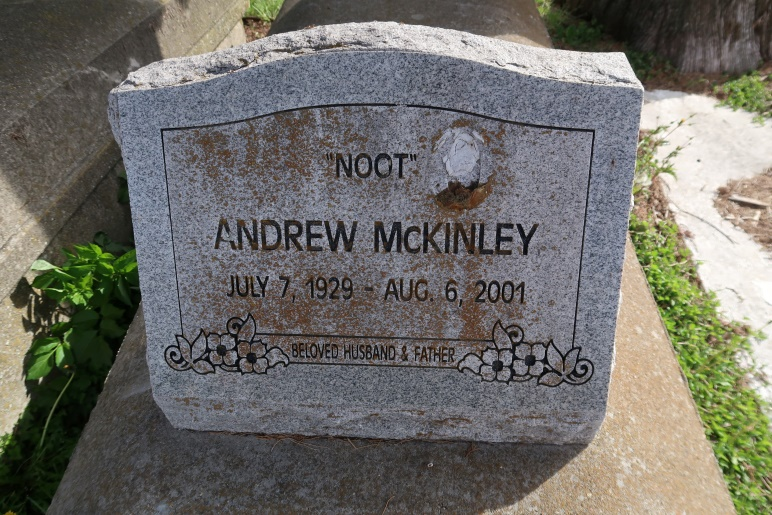 "NOOT"
ANDREW McKINLEY
JULY 7, 1929 - AUG. 6, 2001
BELOVED HUSBAND & FATHER